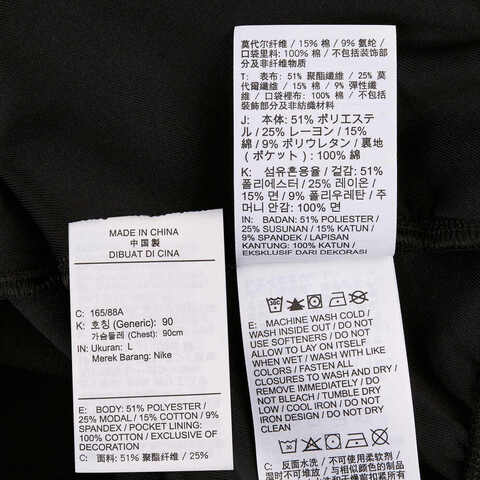 莫代尔纤维 / 15% 棉 / 9% 氨纶 /
口袋里料: 100% 棉 / 不包括装饰部
分及非纤维物质
T: 表布: 51% 聚酯纖維 / 25% 莫
代爾纖維 / 15% 棉 / 9% 彈性纖
維 / 口袋裡布: 100% 棉 / 不包括
裝飾部分及非紡織材料
J: 本体: 51% ポリエステ
ル / 25% レーヨン / 15%
綿 / 9% ポリウレタン / 裏地
(ポケット): 100% 綿
K: 섬유혼용율 / 겉감: 51%
폴리에스터 / 25% 레이온 /
15% 면 / 9% 폴리우레탄 / 주
머니 안감: 100% 면
IN: BADAN: 51% POLIYESTER /
25% SUSUNAN / 15% KATUN /
9% SPANDEK / LAPISAN
KANTUNG: 100% KATUN /
EKSKLUSIF DARI DEKORASI
MADE IN CHINA
中国製
DIBUAT DI CINA
C: 165/88A
K: 호칭 (Generic): 90
가슴둘레 (Chest): 90cm
IN: Ukuran: L
Merek Barang: Nike
E: BODY: 51% POLYESTER /
25% MODAL / 15% COTTON / 9%
SPANDEX / POCKET LINING:
100% COTTON / EXCLUSIVE OF
DECORATION
C: 面料: 51% 聚酯纤维 / 25%
E: MACHINE WASH COLD /
WASH INSIDE OUT / DO NOT
USE SOFTENERS / DO NOT
ALLOW TO LAY ON ITSELF
WHEN WET / WASH WITH LIKE
COLORS / FASTEN ALL
CLOSURES TO WASH AND DRY /
REMOVE IMMEDIATELY / DO
NOT BLEACH / TUMBLE DRY
LOW / COOL IRON / DO NOT
IRON DESIGN / DO NOT DRY
CLEAN
C: 反面水洗 / 不可使用柔顺剂
/ 与相似颜色的制品